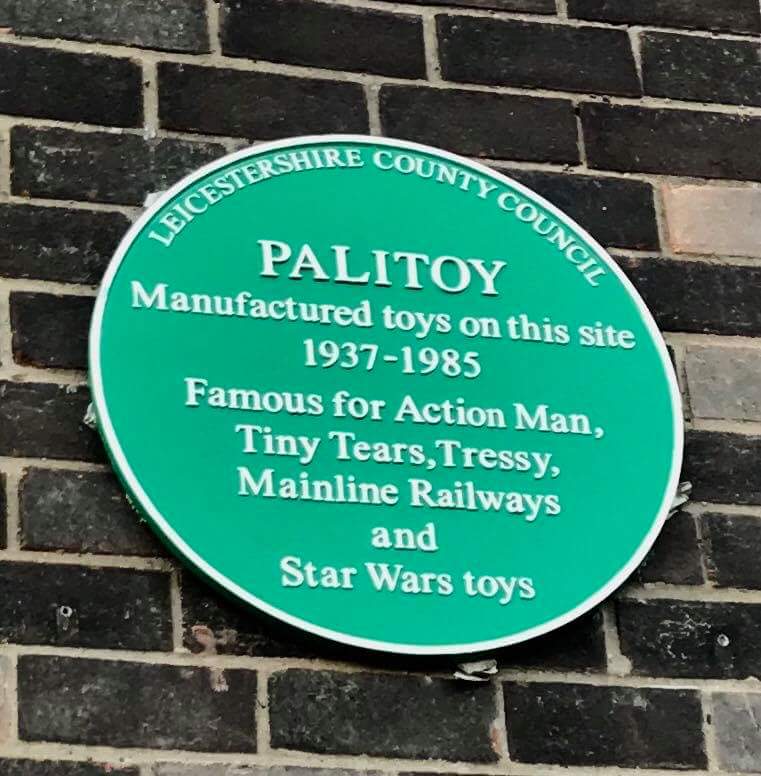 LEICESTERSHIRE COUNTY COUNCIL
PALITOY
Manufactured toys on this site
1937-1985
Famous for Action Man,
Tiny Tears,Tressy,
Mainline Railways
and
Star Wars toys